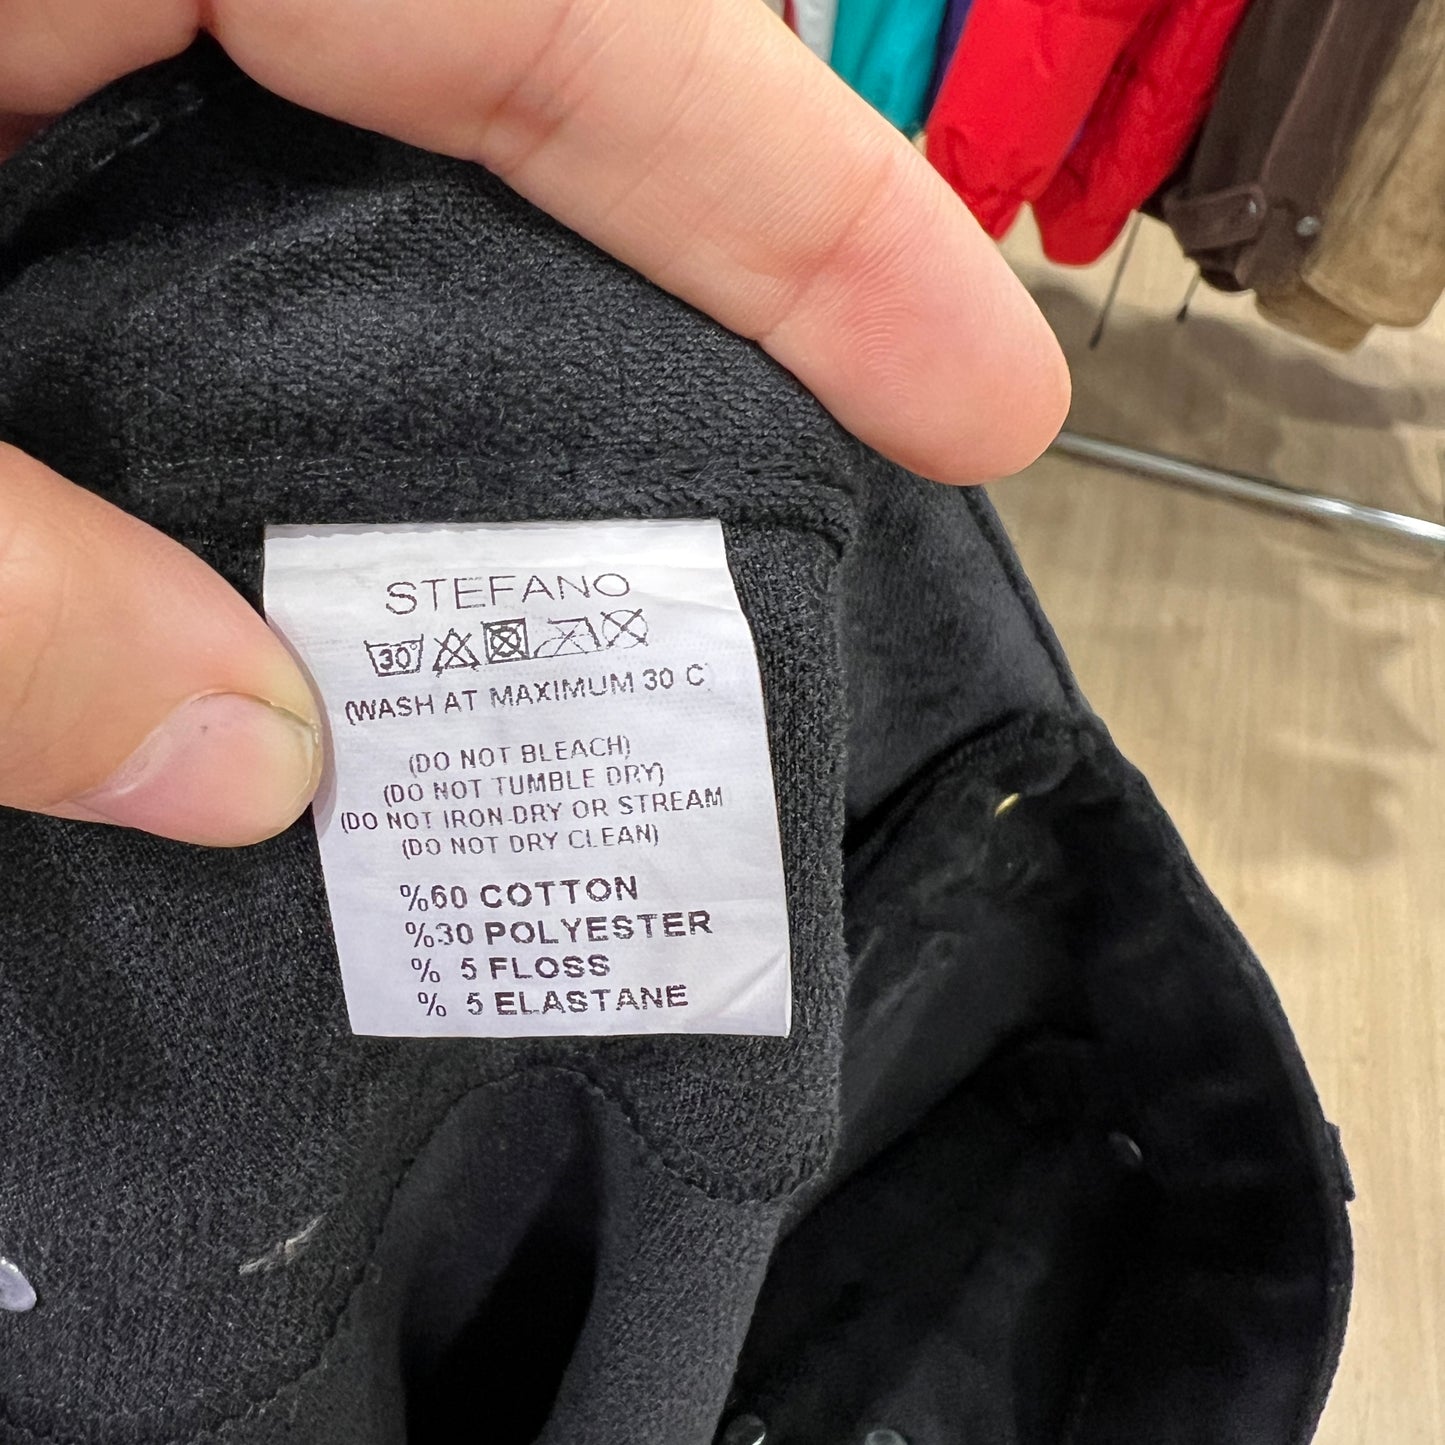 STEFANO
30°
(WASH AT MAXIMUM 30 C)
(DO NOT BLEACH)
(DO NOT TUMBLE DRY)
(DO NOT IRON-DRY OR STREAM
(DO NOT DRY CLEAN)
%60 COTTON
%30 POLYESTER
% 5 FLOSS
% 5 ELASTANE